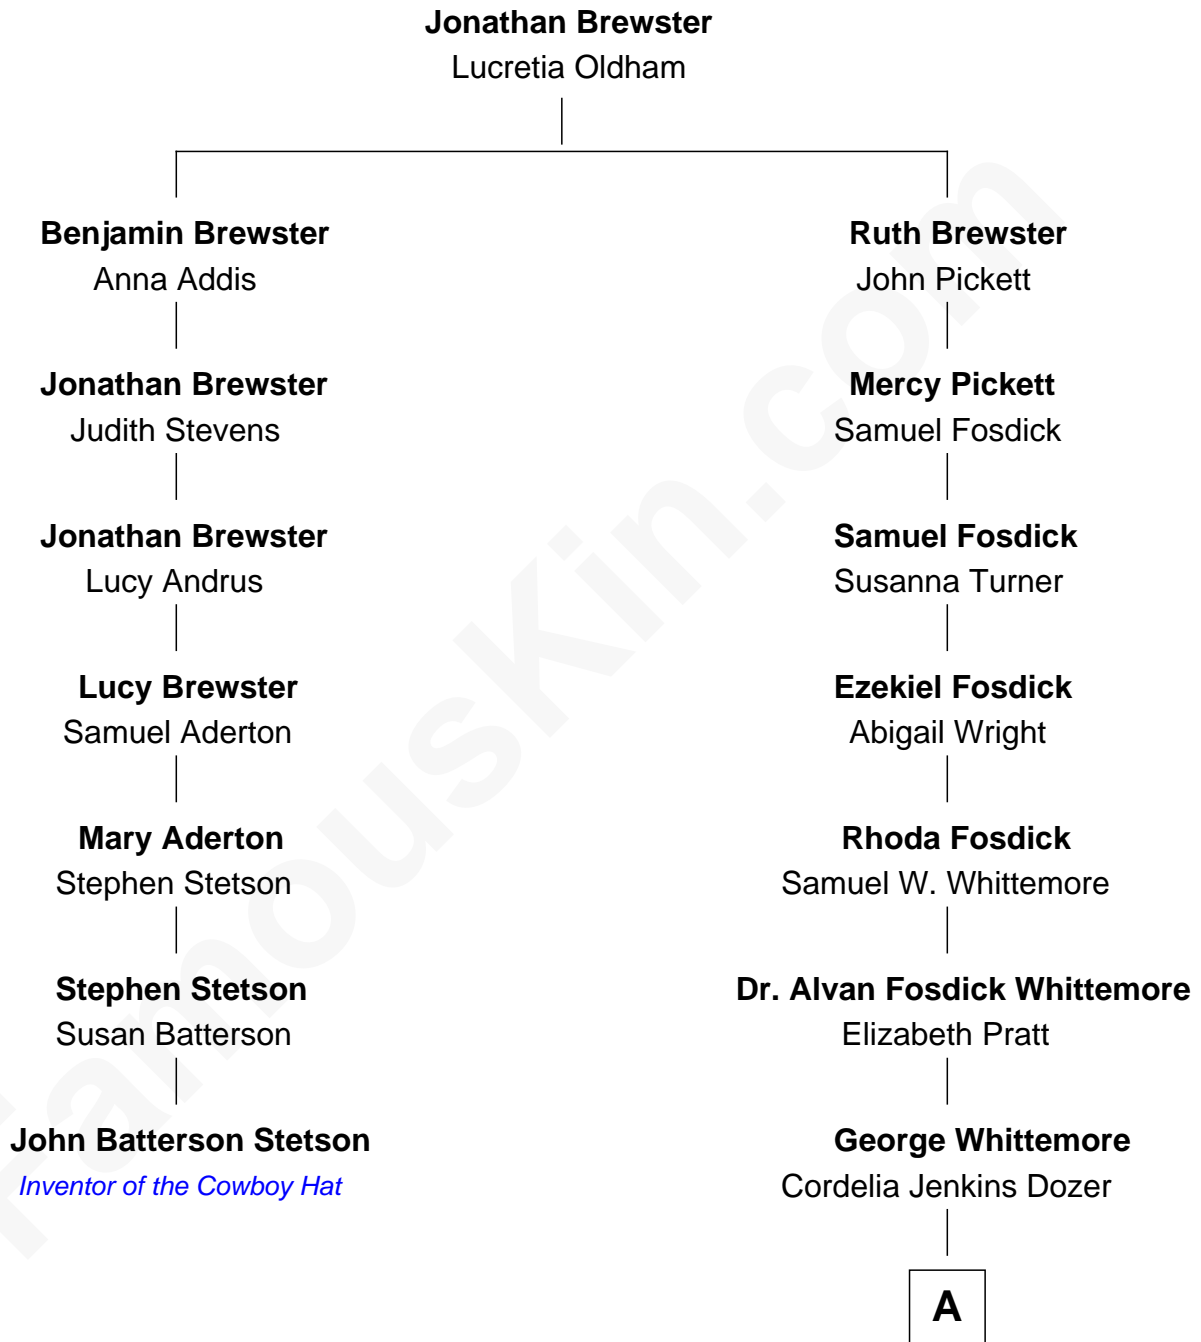 Jonathan Brewster
Lucretia Oldham
Benjamin Brewster
Anna Addis
Jonathan Brewster
Judith Stevens
Jonathan Brewster
Lucy Andrus
Lucy Brewster
Samuel Aderton
Mary Aderton
Stephen Stetson
Stephen Stetson
Susan Batterson
John Batterson Stetson
Inventor of the Cowboy Hat
Ruth Brewster
John Pickett
Mercy Pickett
Samuel Fosdick
Samuel Fosdick
Susanna Turner
Ezekiel Fosdick
Abigail Wright
Rhoda Fosdick
Samuel W. Whittemore
Dr. Alvan Fosdick Whittemore
Elizabeth Pratt
George Whittemore
Cordelia Jenkins Dozer
A
FamousKin.com